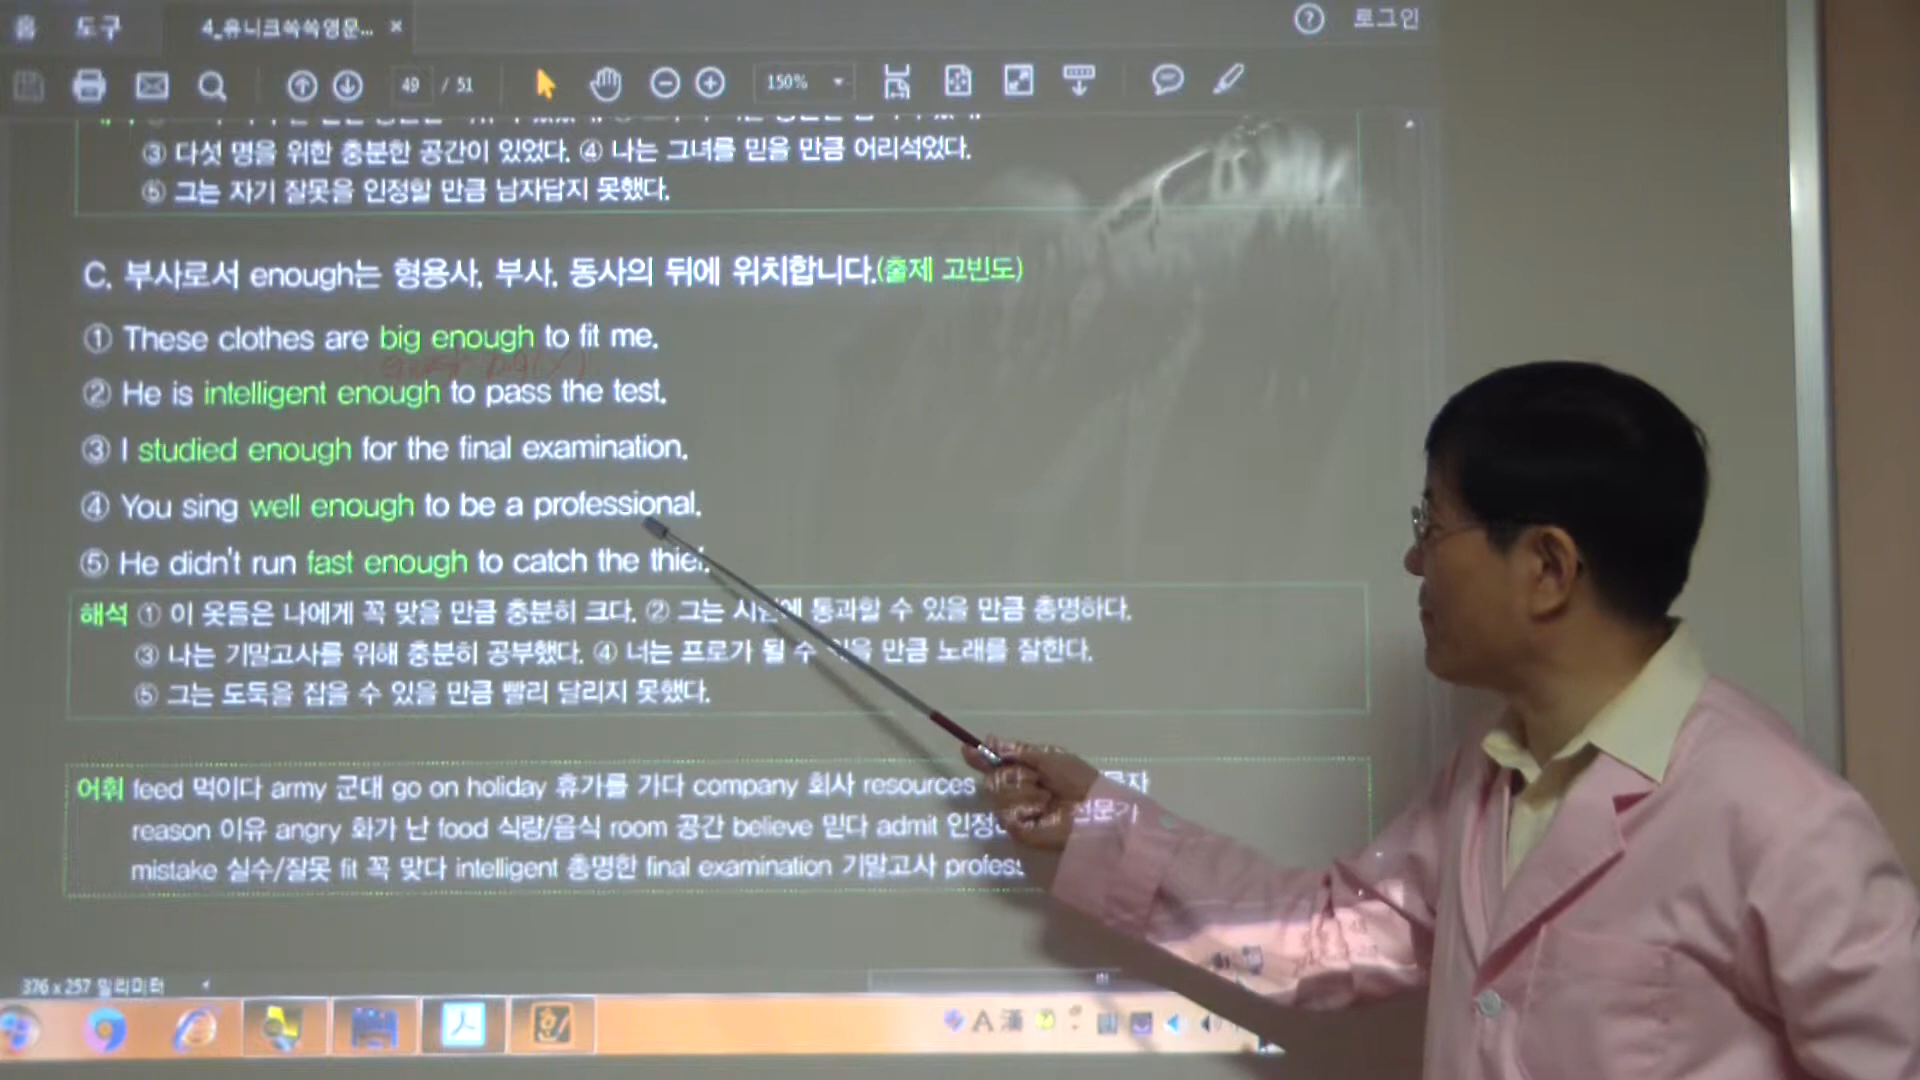 홈 도구 4_유니크쏙쏙영문... × ? 로그인
49 / 51 150%
③ 다섯 명을 위한 충분한 공간이 있었다. ④ 나는 그녀를 믿을 만큼 어리석었다.
⑤ 그는 자기 잘못을 인정할 만큼 남자답지 못했다.
C. 부사로서 enough는 형용사, 부사, 동사의 뒤에 위치합니다.(출제 고빈도)
① These clothes are big enough to fit me.
big(X)
② He is intelligent enough to pass the test.
③ I studied enough for the final examination.
④ You sing well enough to be a professional.
⑤ He didn't run fast enough to catch the thief.
해석 ① 이 옷들은 나에게 꼭 맞을 만큼 충분히 크다. ② 그는 시험에 통과할 수 있을 만큼 총명하다.
③ 나는 기말고사를 위해 충분히 공부했다. ④ 너는 프로가 될 수 있을 만큼 노래를 잘한다.
⑤ 그는 도둑을 잡을 수 있을 만큼 빨리 달리지 못했다.
어휘 feed 먹이다 army 군대 go on holiday 휴가를 가다 company 회사 resources
reason 이유 angry 화가 난 food 식량/음식 room 공간 believe 믿다 admit 전문가
mistake 실수/잘못 fit 꼭 맞다 intelligent 총명한 final examination 기말고사 profess
376 x 257 밀리미터
A 漢